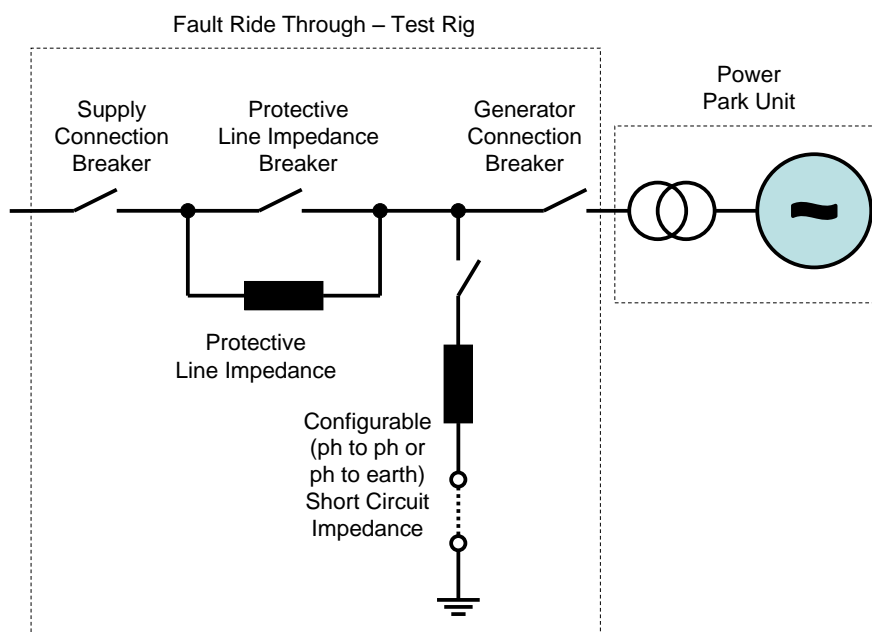 Fault Ride Through – Test Rig
Power
Park Unit
Supply
Connection
Breaker
Protective
Line Impedance
Breaker
Generator
Connection
Breaker
Protective
Line Impedance
Configurable
(ph to ph or
ph to earth)
Short Circuit
Impedance